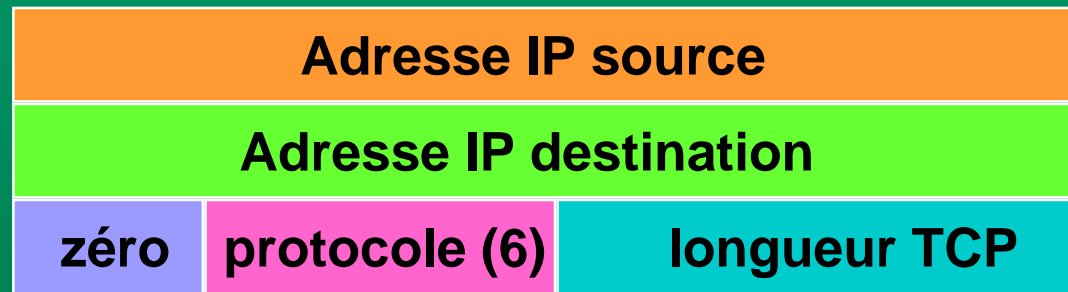 Adresse IP source
Adresse IP destination
zéro protocole (6) longueur TCP